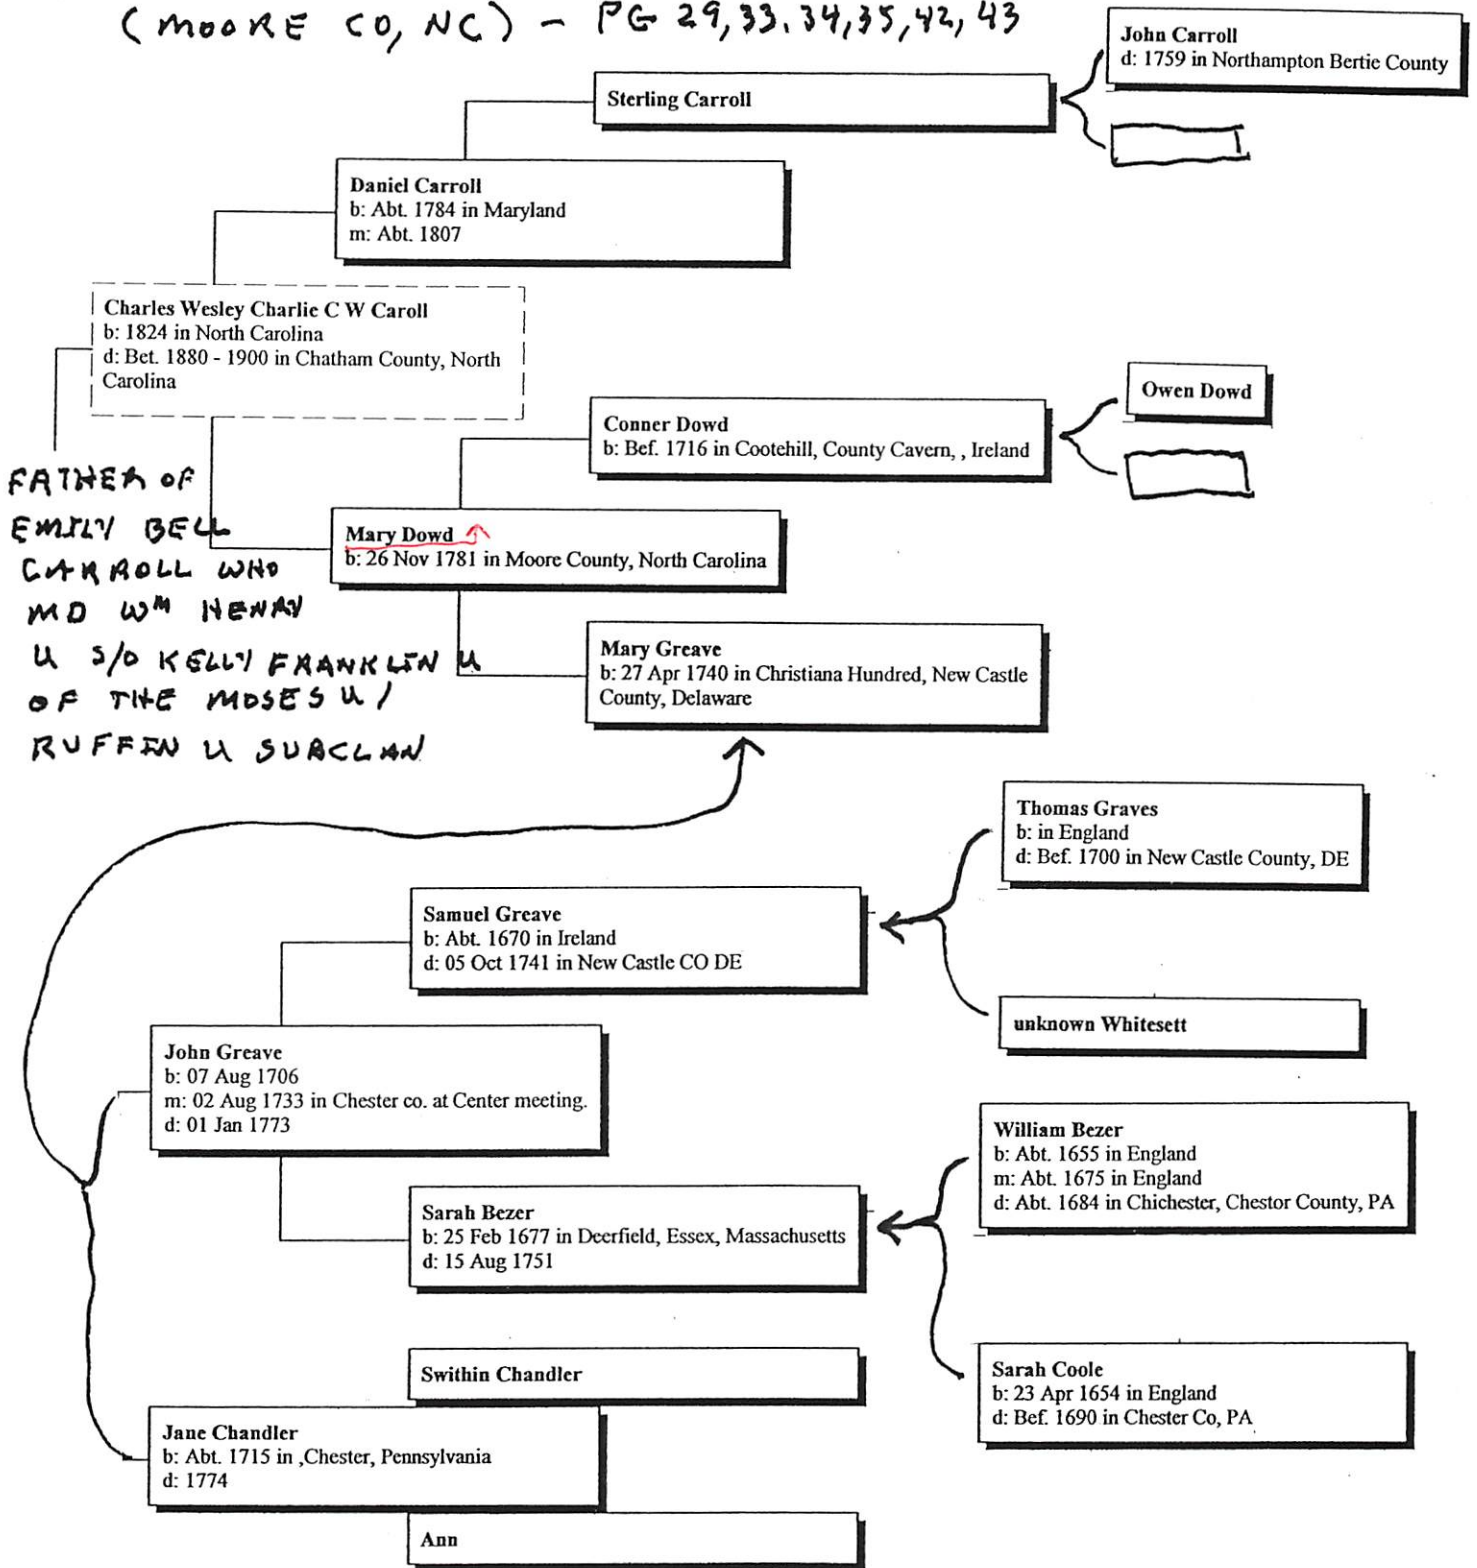 (MOORE CO, NC) - PG 29,33.34,35,42,43
John Carroll
d: 1759 in Northampton Bertie County
Sterling Carroll
Daniel Carroll
b: Abt. 1784 in Maryland
m: Abt. 1807
Charles Wesley Charlie C W Caroll
b: 1824 in North Carolina
d: Bet. 1880 - 1900 in Chatham County, North
Carolina
Owen Dowd
Conner Dowd
b: Bef. 1716 in Cootehill, County Cavern, , Ireland
Mary Dowd
b: 26 Nov 1781 in Moore County, North Carolina
FATHER OF
EMILY BELL
CARROLL WHO
MD WM HENRY
U S/O KELLY FRANKLIN U
OF THE MOSES U/
RUFFIN U SUBCLAN
Mary Greave
b: 27 Apr 1740 in Christiana Hundred, New Castle
County, Delaware
Thomas Graves
b: in England
d: Bef. 1700 in New Castle County, DE
Samuel Greave
b: Abt. 1670 in Ireland
d: 05 Oct 1741 in New Castle CO DE
unknown Whitesett
John Greave
b: 07 Aug 1706
m: 02 Aug 1733 in Chester co. at Center meeting.
d: 01 Jan 1773
William Bezer
b: Abt. 1655 in England
m: Abt. 1675 in England
d: Abt. 1684 in Chichester, Chestor County, PA
Sarah Bezer
b: 25 Feb 1677 in Deerfield, Essex, Massachusetts
d: 15 Aug 1751
Swithin Chandler
Sarah Coole
b: 23 Apr 1654 in England
d: Bef. 1690 in Chester Co, PA
Jane Chandler
b: Abt. 1715 in ,Chester, Pennsylvania
d: 1774
Ann